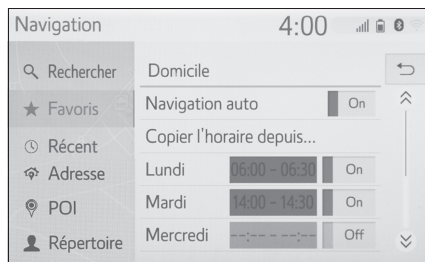 Navigation 4:00
Rechercher
Favoris
Récent
Adresse
POI
Répertoire
Domicile
Navigation auto On
Copier l'horaire depuis...
Lundi 06:00 - 06:30 On
Mardi 14:00 - 14:30 On
Mercredi --:-- - --:-- Off